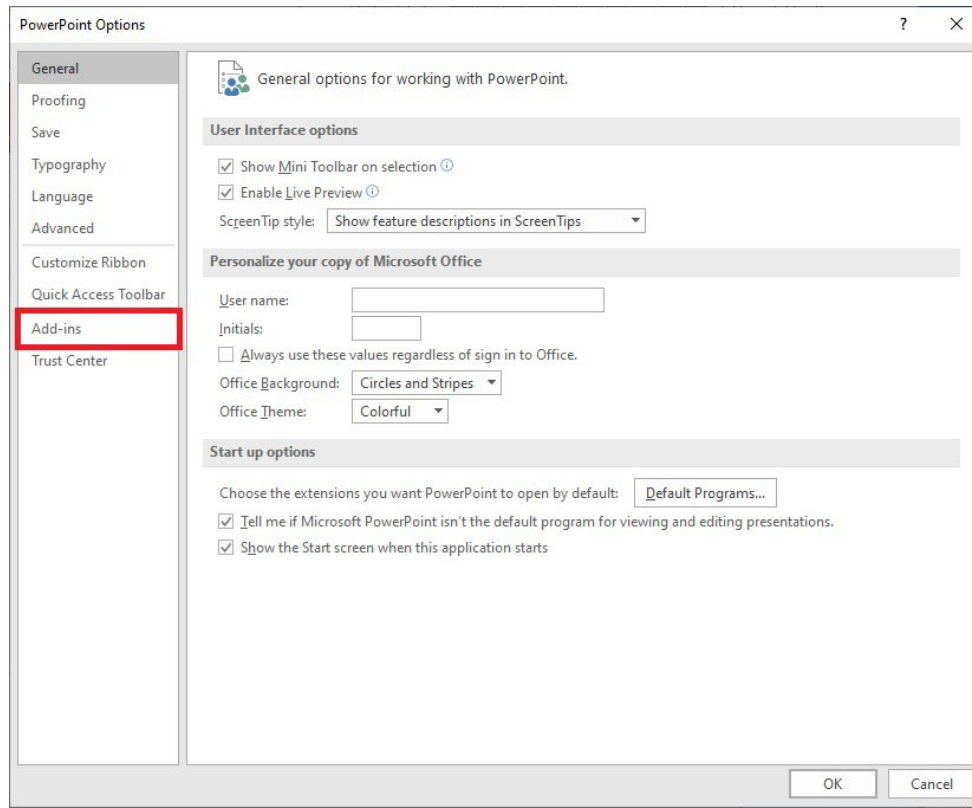 PowerPoint Options
?
General
Proofing
Save
Typography
Language
Advanced
Customize Ribbon
Quick Access Toolbar
Add-ins
Trust Center
General options for working with PowerPoint.
User Interface options
Show Mini Toolbar on selection
Enable Live Preview
ScreenTip style: Show feature descriptions in ScreenTips
Personalize your copy of Microsoft Office
User name:
Initials:
Always use these values regardless of sign in to Office.
Office Background: Circles and Stripes
Office Theme: Colorful
Start up options
Choose the extensions you want PowerPoint to open by default: Default Programs...
Tell me if Microsoft PowerPoint isn't the default program for viewing and editing presentations.
Show the Start screen when this application starts
OK Cancel